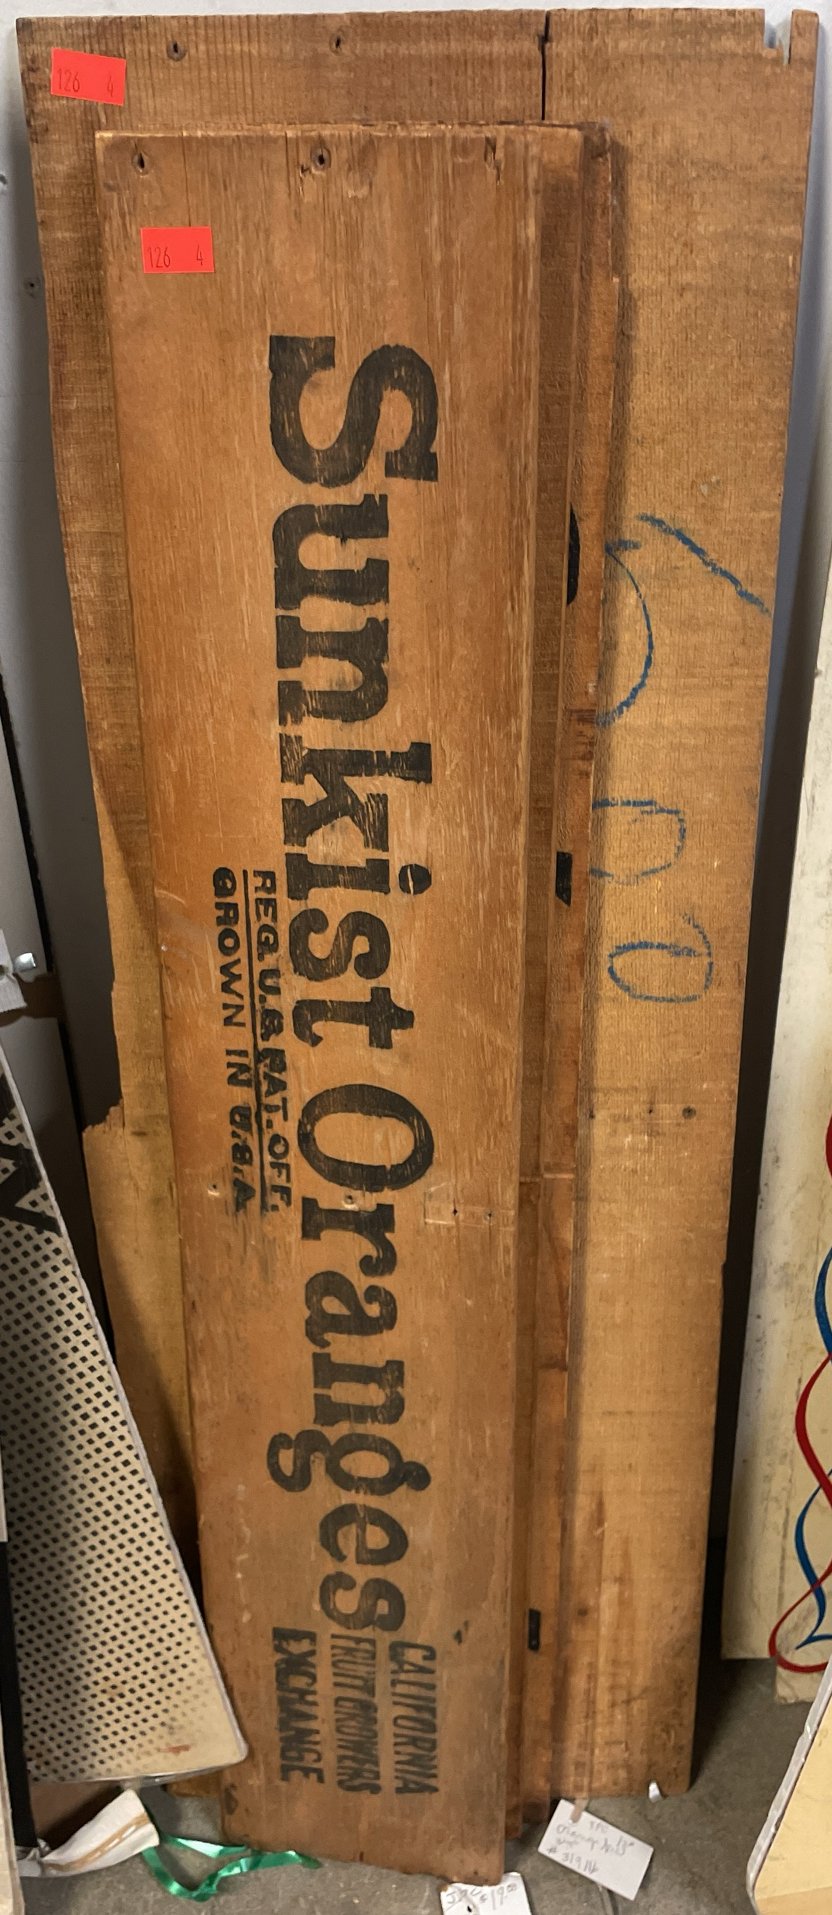 126 4
126 4
Sunkist Oranges
REG. U.S. PAT. OFF.
GROWN IN U.S.A
CALIFORNIA
FRUIT GROWERS
EXCHANGE